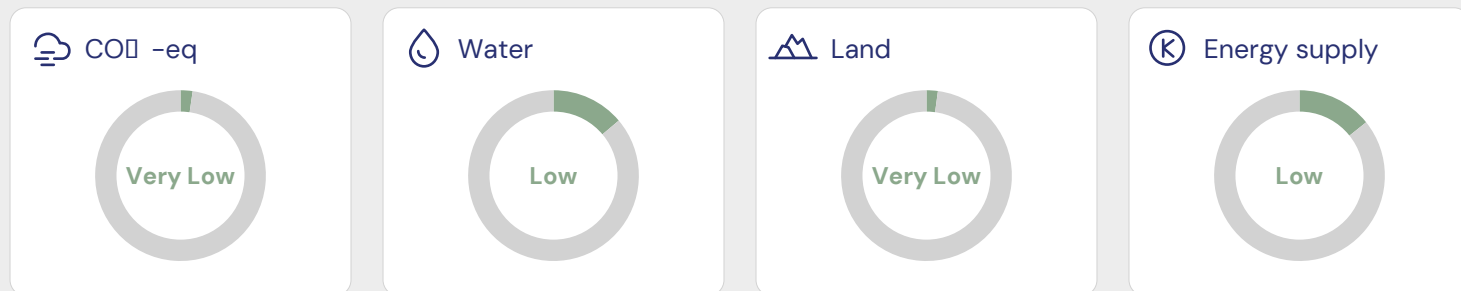 CO▯ -eq
Water
Land
Energy supply
Very Low
Low
Very Low
Low